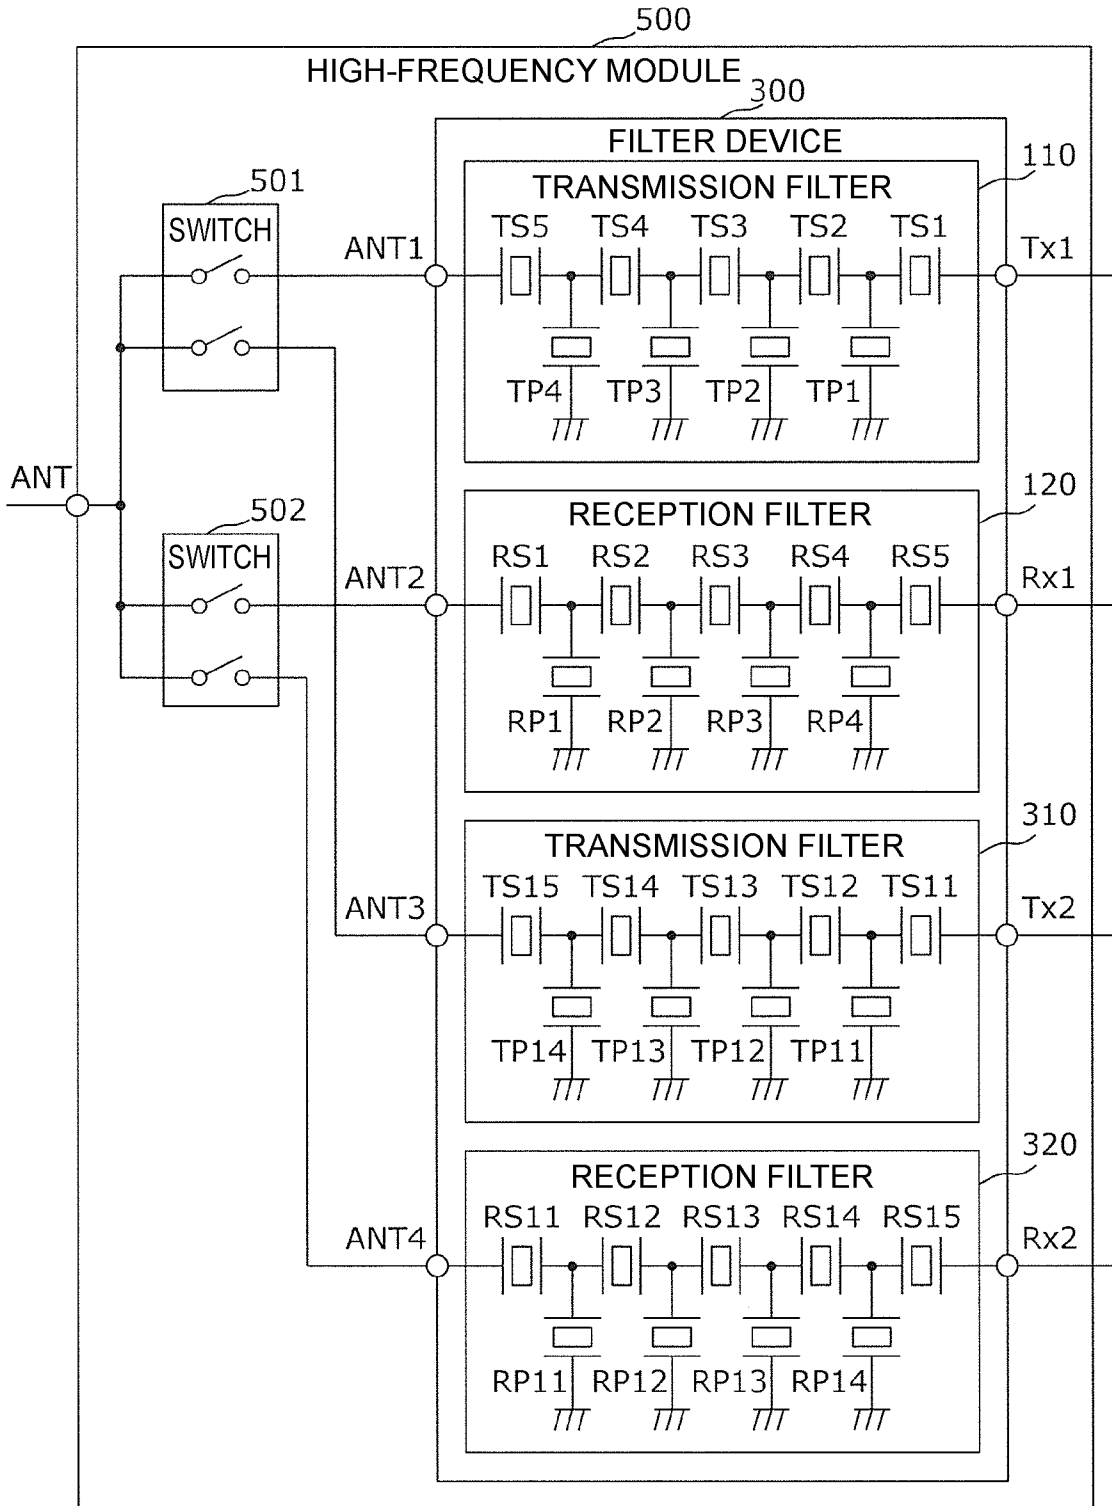 500
HIGH-FREQUENCY MODULE
300
FILTER DEVICE
110
TRANSMISSION FILTER
501
SWITCH
ANT1
TS5 TS4 TS3 TS2 TS1
Tx1
TP4 TP3 TP2 TP1
ANT
120
RECEPTION FILTER
502
SWITCH
ANT2
RS1 RS2 RS3 RS4 RS5
Rx1
RP1 RP2 RP3 RP4
310
TRANSMISSION FILTER
ANT3
TS15 TS14 TS13 TS12 TS11
Tx2
TP14 TP13 TP12 TP11
320
RECEPTION FILTER
ANT4
RS11 RS12 RS13 RS14 RS15
Rx2
RP11 RP12 RP13 RP14